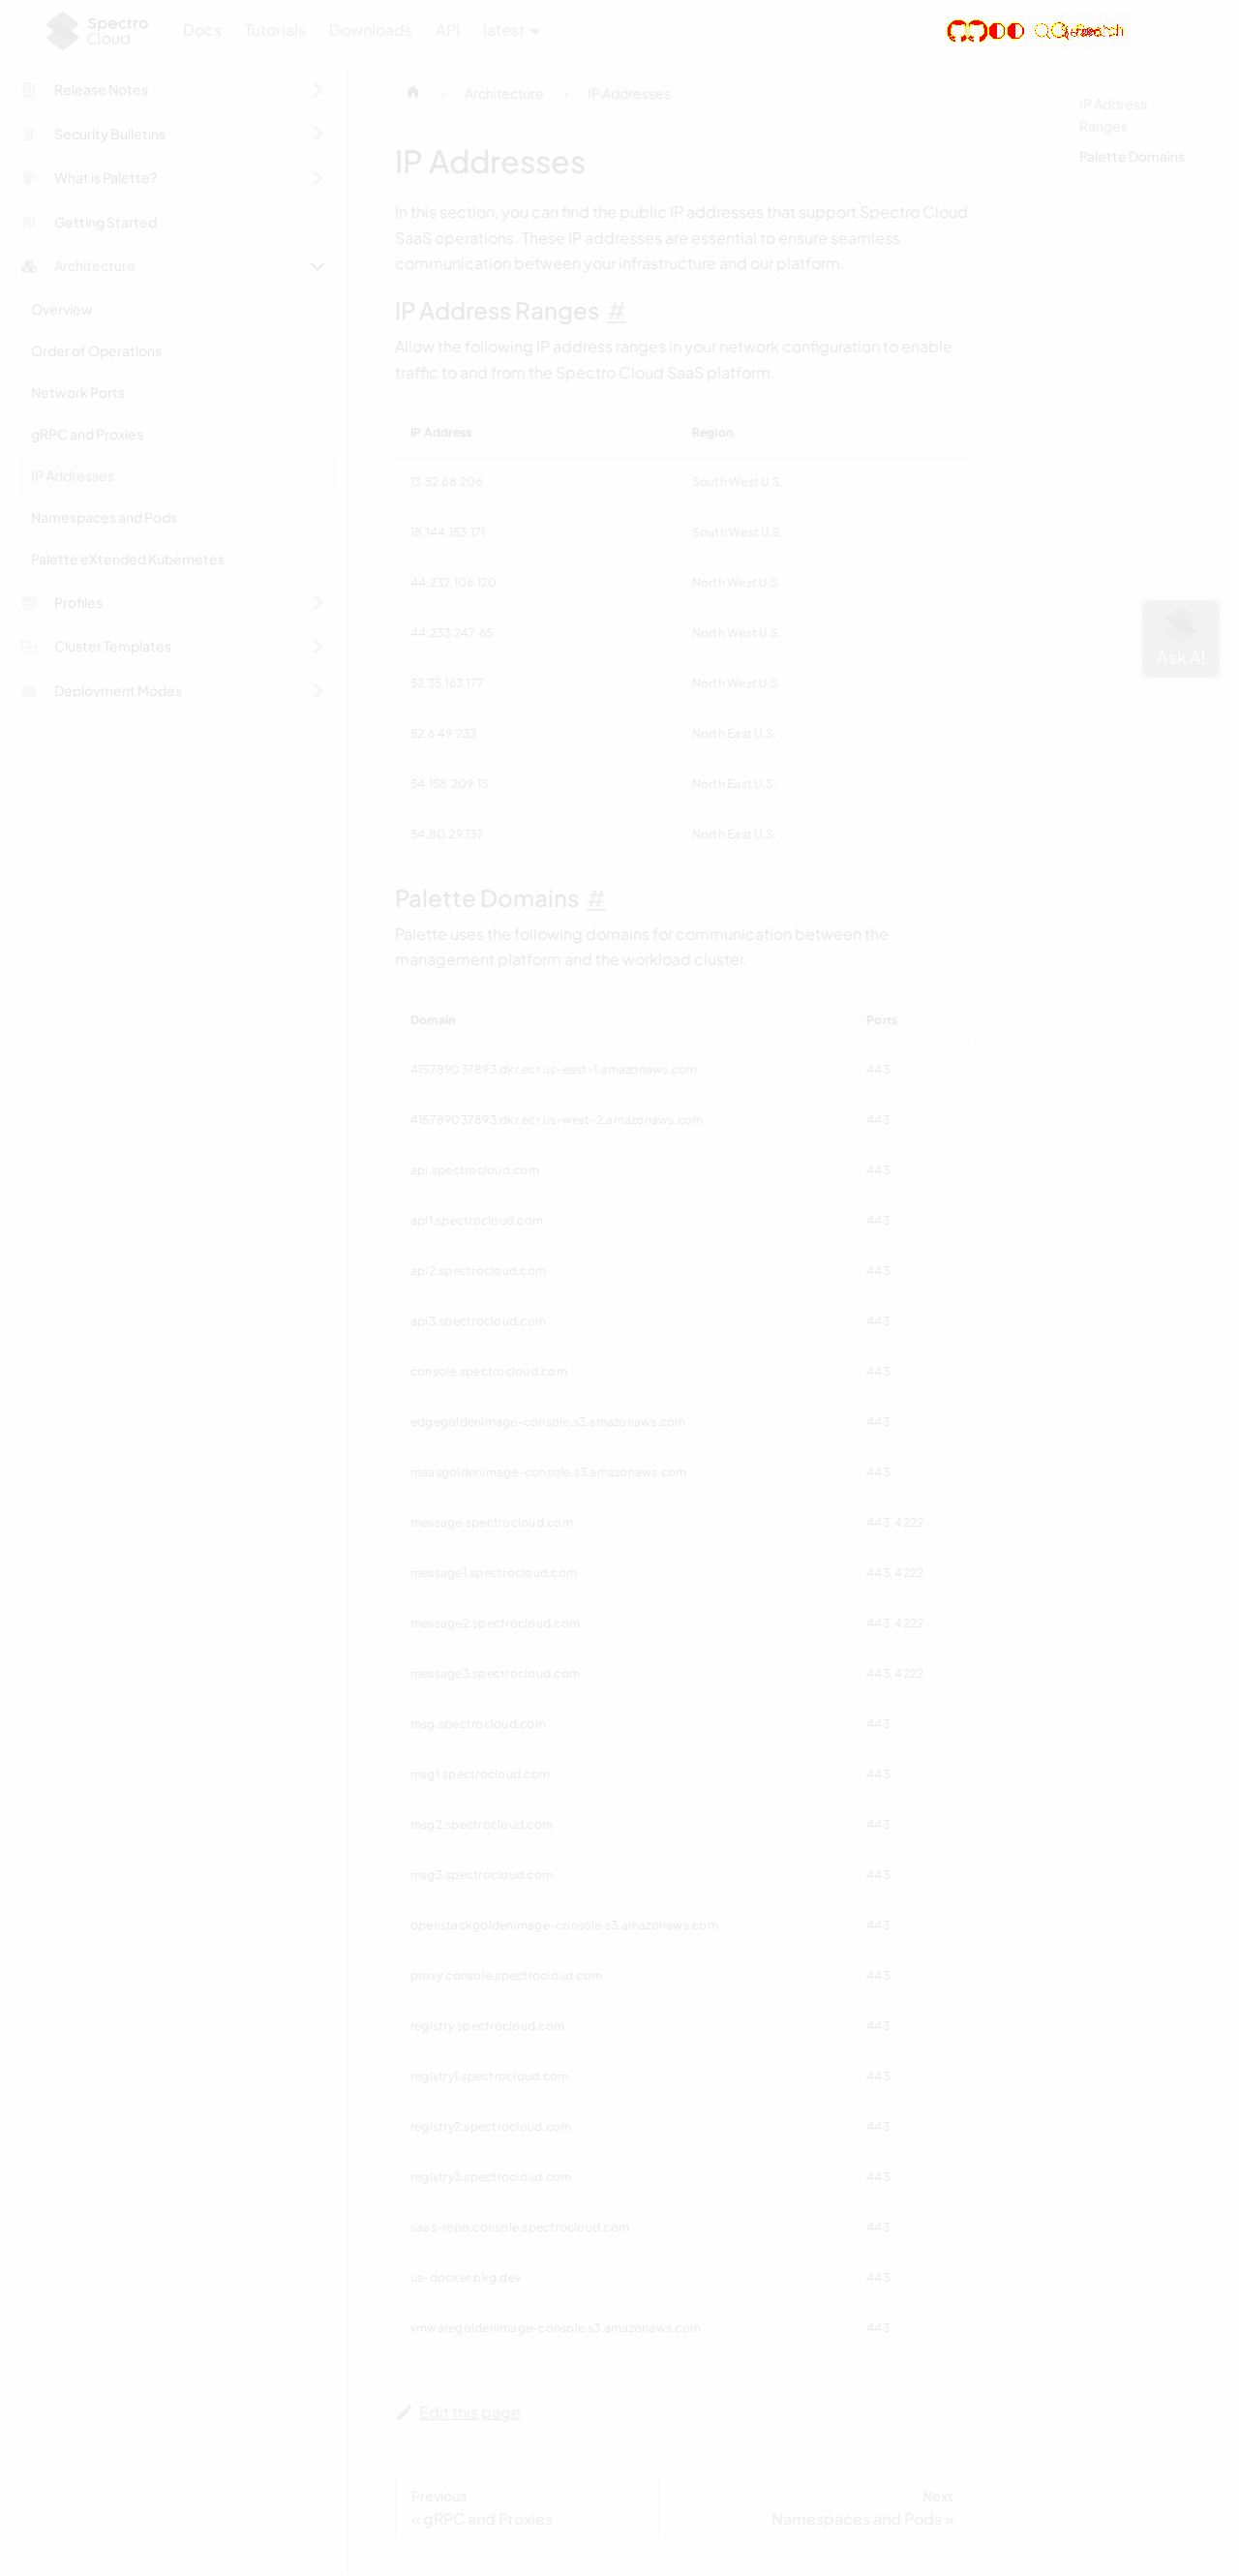 Spectro
Cloud
Docs
Tutorials
Downloads
API
latest
Release Notes
Security Bulletins
What is Palette?
Getting Started
Architecture
Overview
Order of Operations
Network Ports
gRPC and Proxies
IP Addresses
Namespaces and Pods
Palette eXtended Kubernetes
Profiles
Cluster Templates
Deployment Modes
Architecture
IP Addresses
IP Addresses
In this section, you can find the public IP addresses that support Spectro Cloud
SaaS operations. These IP addresses are essential to ensure seamless
communication between your infrastructure and our platform.
IP Address Ranges #
Allow the following IP address ranges in your network configuration to enable
traffic to and from the Spectro Cloud SaaS platform.
IP Address Region
13.52.68.206 South West U.S.
18.144.153.171 South West U.S.
44.232.106.120 North West U.S.
44.233.247.65 North West U.S.
52.35.163.177 North West U.S.
52.6.49.233 North East U.S.
54.158.209.13 North East U.S.
54.80.29.137 North East U.S.
Palette Domains #
Palette uses the following domains for communication between the
management platform and the workload cluster.
Domain Ports
415789037893.dkr.ecr.us-east-1.amazonaws.com 443
415789037893.dkr.ecr.us-west-2.amazonaws.com 443
api.spectrocloud.com 443
api1.spectrocloud.com 443
api2.spectrocloud.com 443
api3.spectrocloud.com 443
console.spectrocloud.com 443
edgegoldenimage-console.s3.amazonaws.com 443
maasgoldenimage-console.s3.amazonaws.com 443
message.spectrocloud.com 443, 4222
message1.spectrocloud.com 443, 4222
message2.spectrocloud.com 443, 4222
message3.spectrocloud.com 443, 4222
msg.spectrocloud.com 443
msg1.spectrocloud.com 443
msg2.spectrocloud.com 443
msg3.spectrocloud.com 443
openstackgoldenimage-console.s3.amazonaws.com 443
proxy.console.spectrocloud.com 443
registry.spectrocloud.com 443
registry1.spectrocloud.com 443
registry2.spectrocloud.com 443
registry3.spectrocloud.com 443
saas-repo.console.spectrocloud.com 443
us-docker.pkg.dev 443
vmwaregoldenimage-console.s3.amazonaws.com 443
Edit this page
Previous
« gRPC and Proxies
Next
Namespaces and Pods »
IP Address
Ranges
Palette Domains
Ask AI